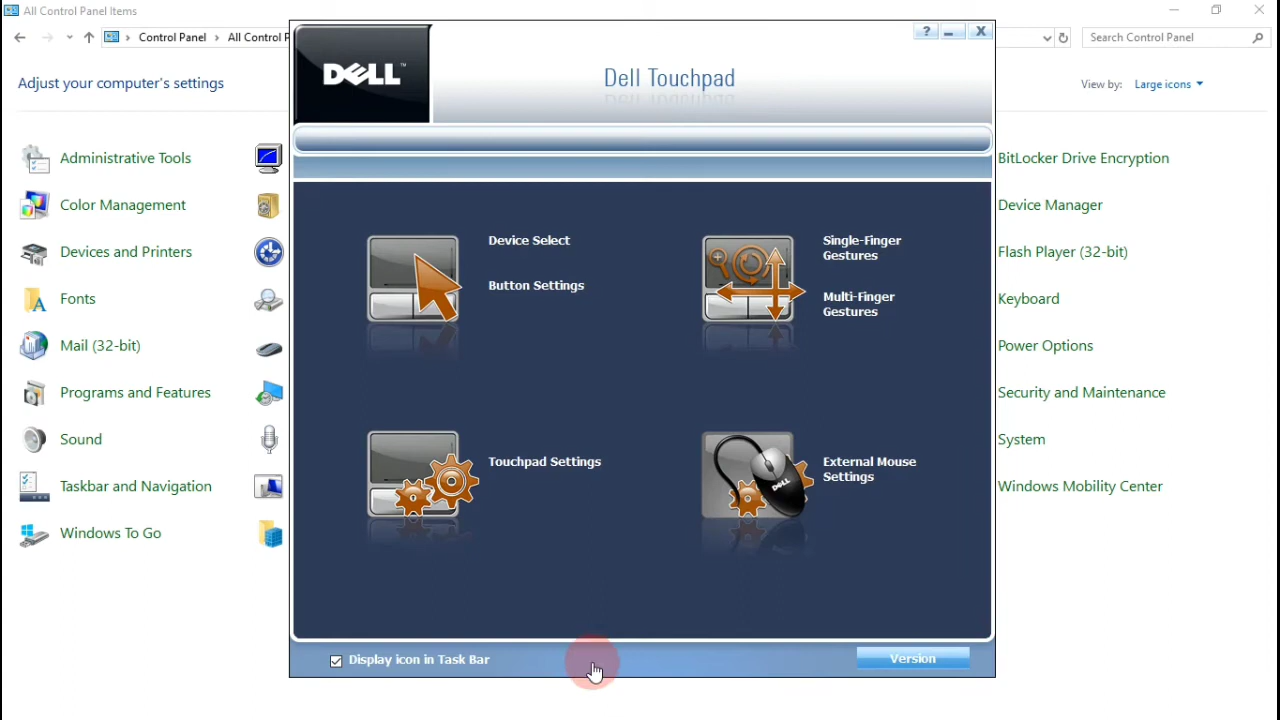 All Control Panel Items
Control Panel
All Control P
Search Control Panel
Adjust your computer's settings
View by:
Large icons
Administrative Tools
Color Management
Devices and Printers
Fonts
Mail (32-bit)
Programs and Features
Sound
Taskbar and Navigation
Windows To Go
DELL™
Dell Touchpad
?
X
Device Select
Button Settings
Single-Finger
Gestures
Multi-Finger
Gestures
Touchpad Settings
External Mouse
Settings
DELL
Display icon in Task Bar
Version
BitLocker Drive Encryption
Device Manager
Flash Player (32-bit)
Keyboard
Power Options
Security and Maintenance
System
Windows Mobility Center